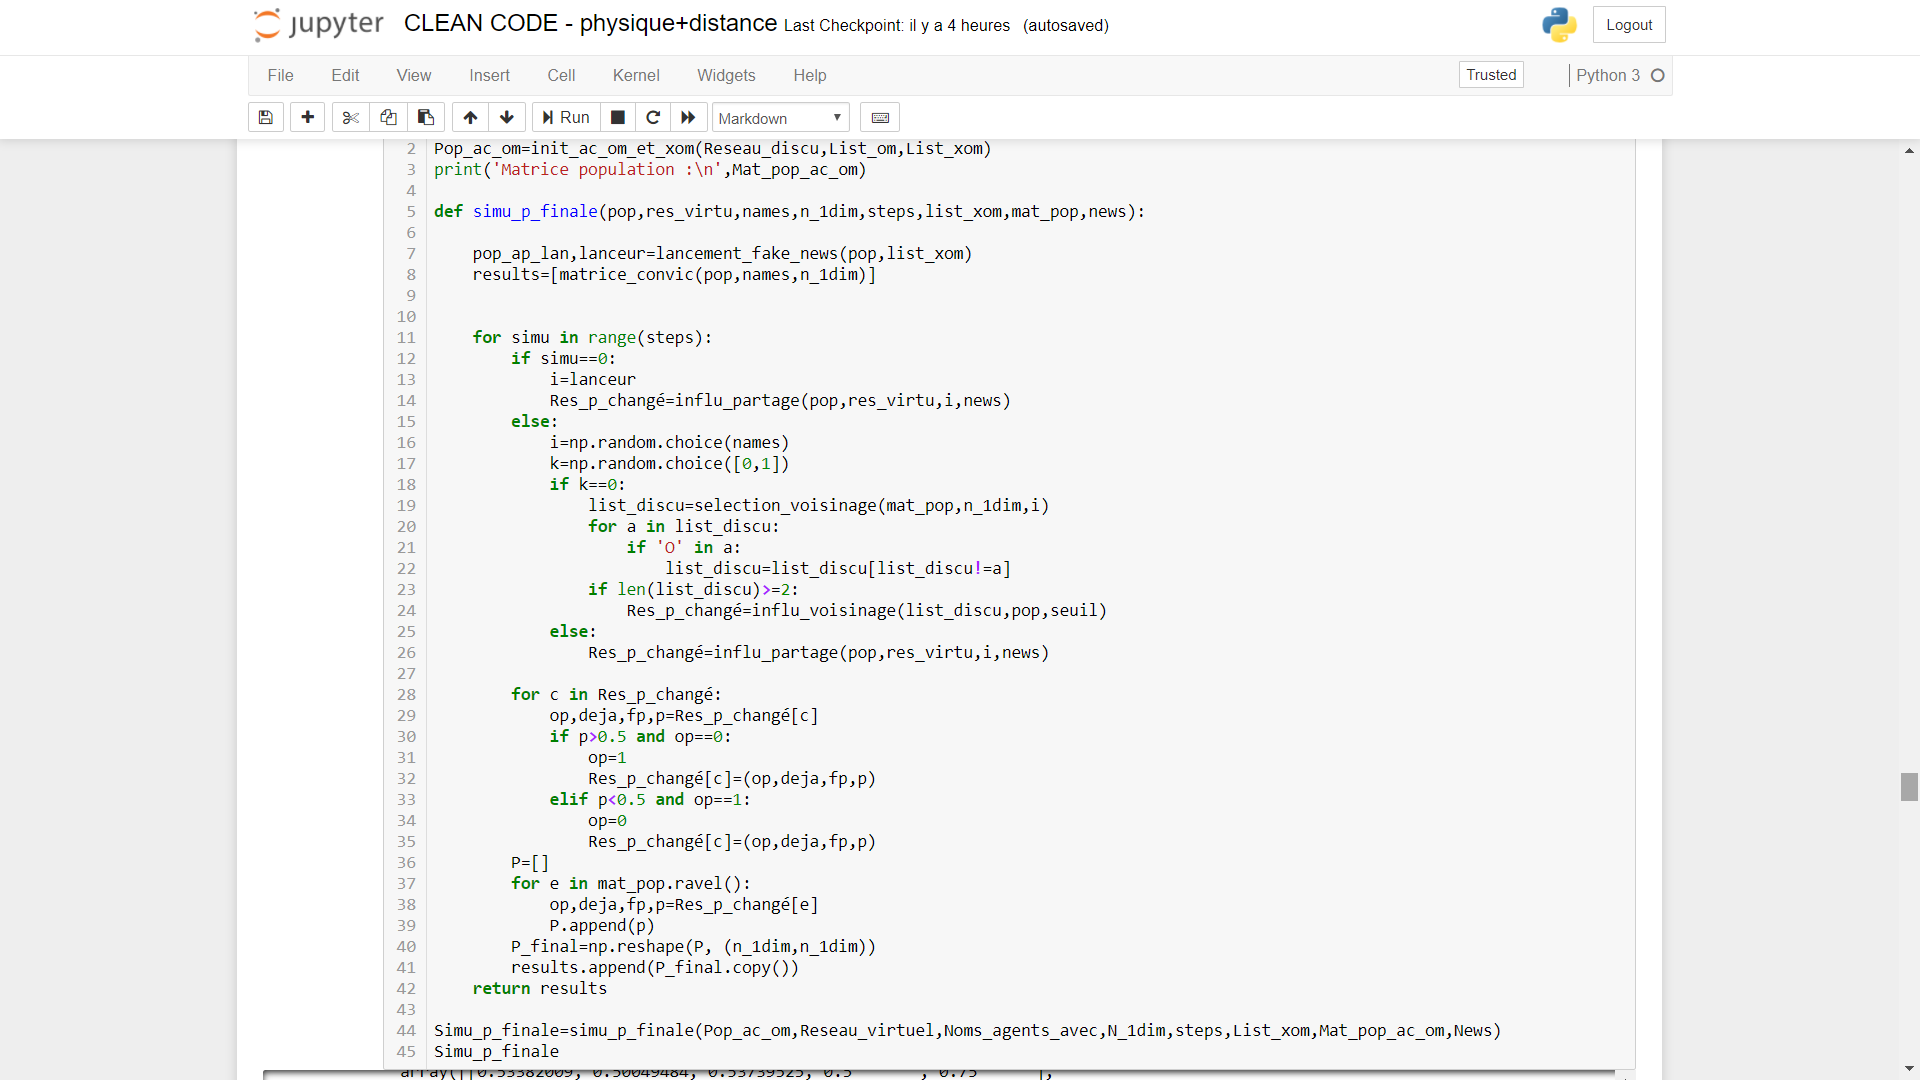 jupyter CLEAN CODE - physique+distance Last Checkpoint: il y a 4 heures (autosaved) Logout
File Edit View Insert Cell Kernel Widgets Help Trusted Python 3
Run Markdown
2 Pop_ac_om=init_ac_om_et_xom(Reseau_discu,List_om,List_xom)
3 print('Matrice population :\n',Mat_pop_ac_om)
4
5 def simu_p_finale(pop,res_virtu,names,n_1dim,steps,list_xom,mat_pop,news):
6
7     pop_ap_lan,lanceur=lancement_fake_news(pop,list_xom)
8     results=[matrice_convic(pop,names,n_1dim)]
9
10
11     for simu in range(steps):
12         if simu==0:
13             i=lanceur
14             Res_p_changé=influ_partage(pop,res_virtu,i,news)
15         else:
16             i=np.random.choice(names)
17             k=np.random.choice([0,1])
18             if k==0:
19                 list_discu=selection_voisinage(mat_pop,n_1dim,i)
20                 for a in list_discu:
21                     if 'O' in a:
22                         list_discu=list_discu[list_discu!=a]
23                 if len(list_discu)>=2:
24                     Res_p_changé=influ_voisinage(list_discu,pop,seuil)
25             else:
26                 Res_p_changé=influ_partage(pop,res_virtu,i,news)
27
28         for c in Res_p_changé:
29             op,deja,fp,p=Res_p_changé[c]
30             if p>0.5 and op==0:
31                 op=1
32                 Res_p_changé[c]=(op,deja,fp,p)
33             elif p<0.5 and op==1:
34                 op=0
35                 Res_p_changé[c]=(op,deja,fp,p)
36         P=[]
37         for e in mat_pop.ravel():
38             op,deja,fp,p=Res_p_changé[e]
39             P.append(p)
40         P_final=np.reshape(P, (n_1dim,n_1dim))
41         results.append(P_final.copy())
42     return results
43
44 Simu_p_finale=simu_p_finale(Pop_ac_om,Reseau_virtuel,Noms_agents_avec,N_1dim,steps,List_xom,Mat_pop_ac_om,News)
45 Simu_p_finale
array([[0.53382009, 0.50049484, 0.53739525, 0.5       , 0.75      ],